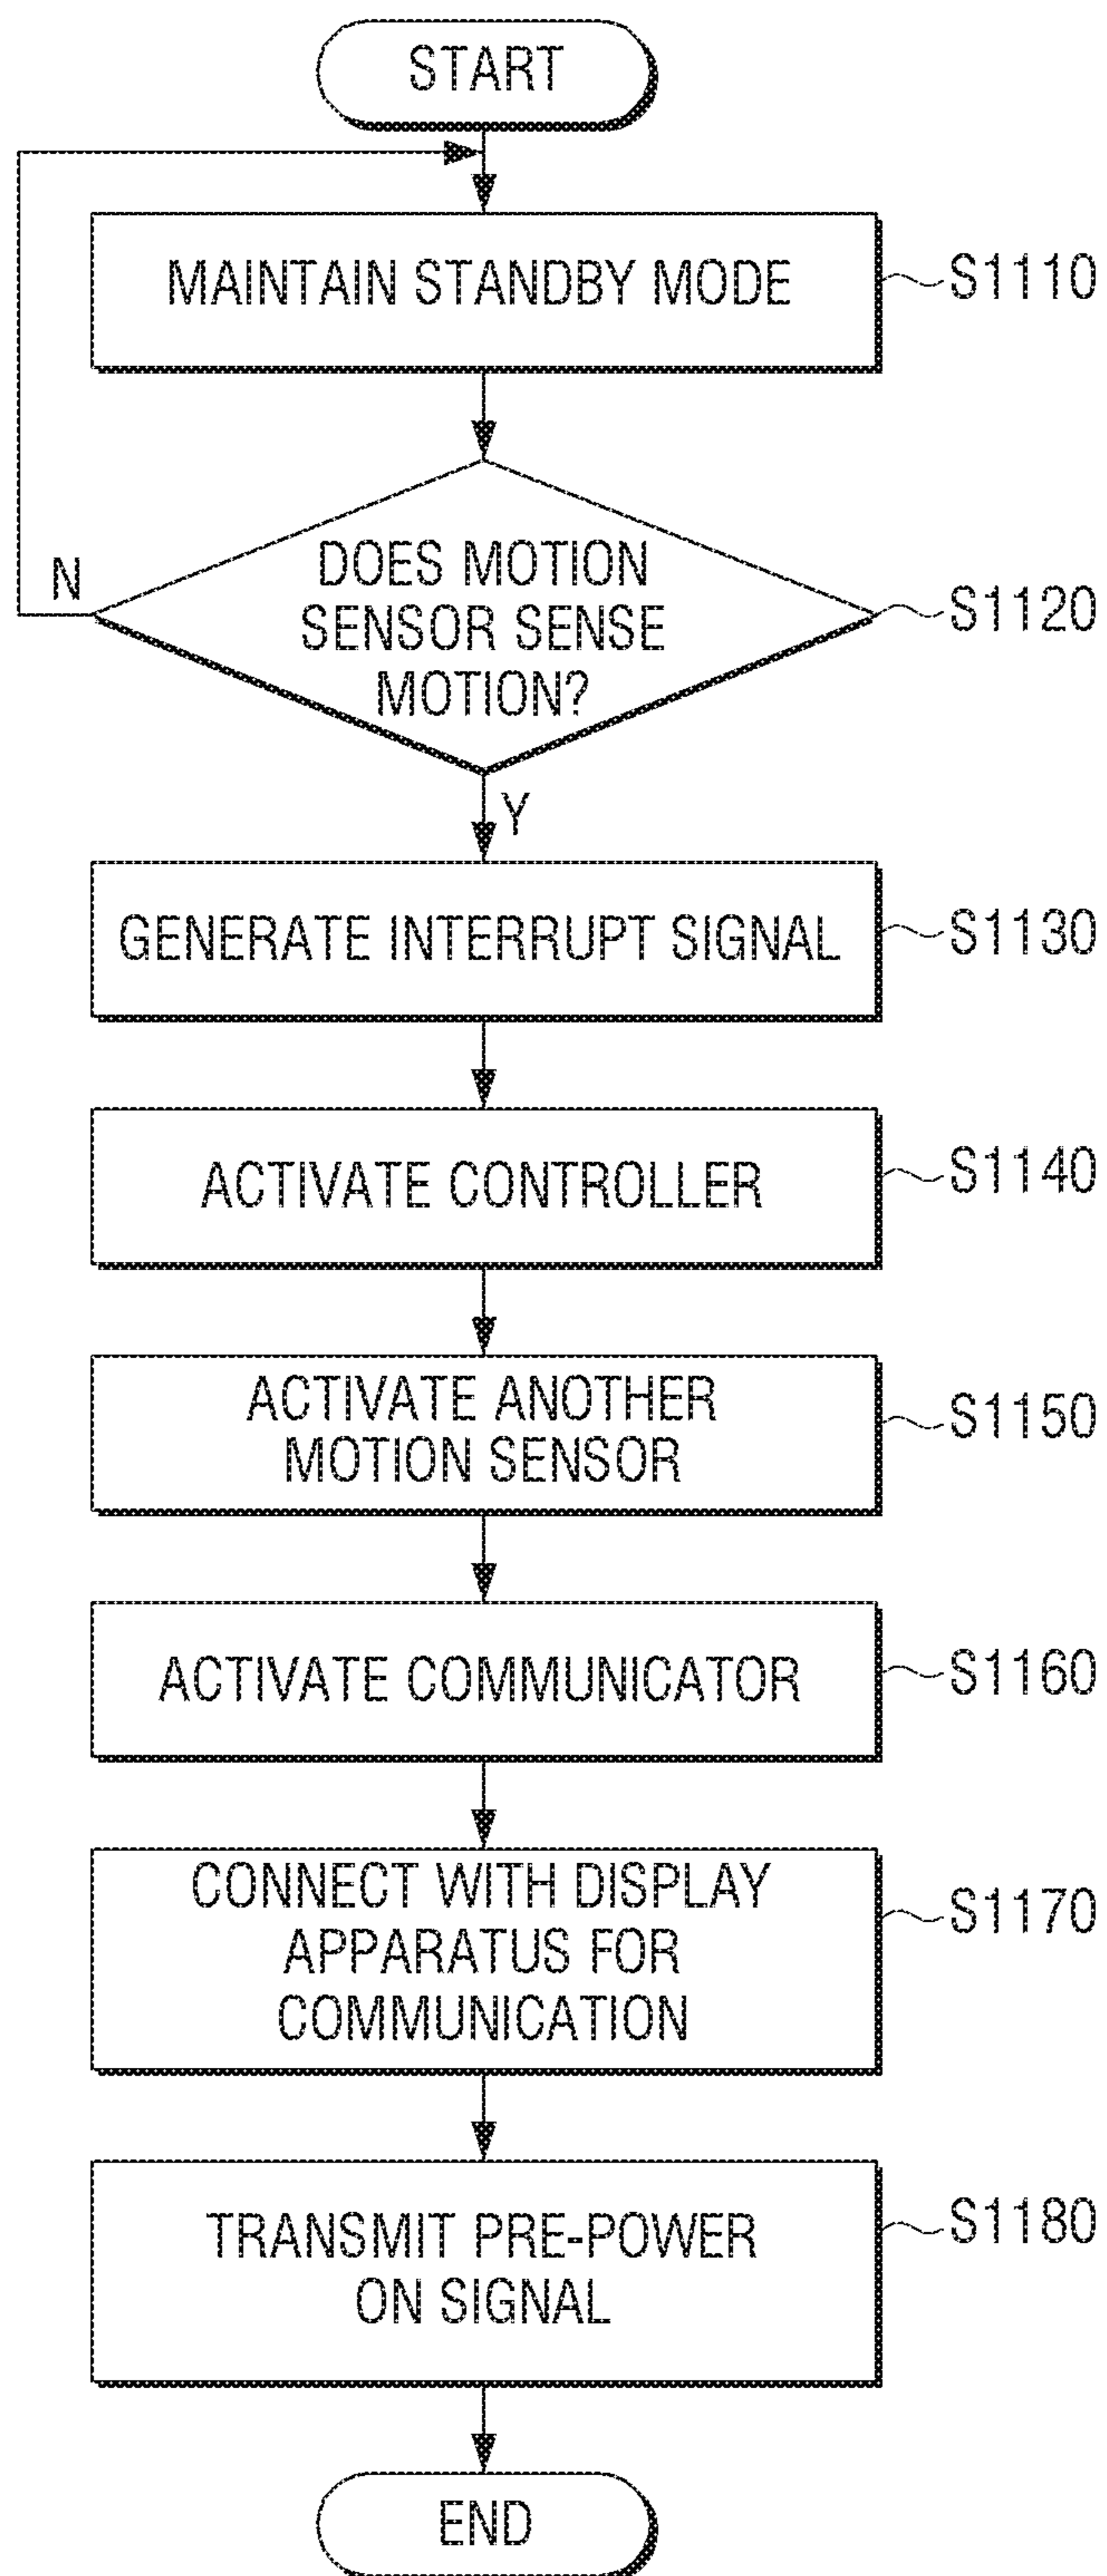 START
MAINTAIN STANDBY MODE
S1110
DOES MOTION
SENSOR SENSE
MOTION?
S1120
N
Y
GENERATE INTERRUPT SIGNAL
S1130
ACTIVATE CONTROLLER
S1140
ACTIVATE ANOTHER
MOTION SENSOR
S1150
ACTIVATE COMMUNICATOR
S1160
CONNECT WITH DISPLAY
APPARATUS FOR
COMMUNICATION
S1170
TRANSMIT PRE-POWER
ON SIGNAL
S1180
END